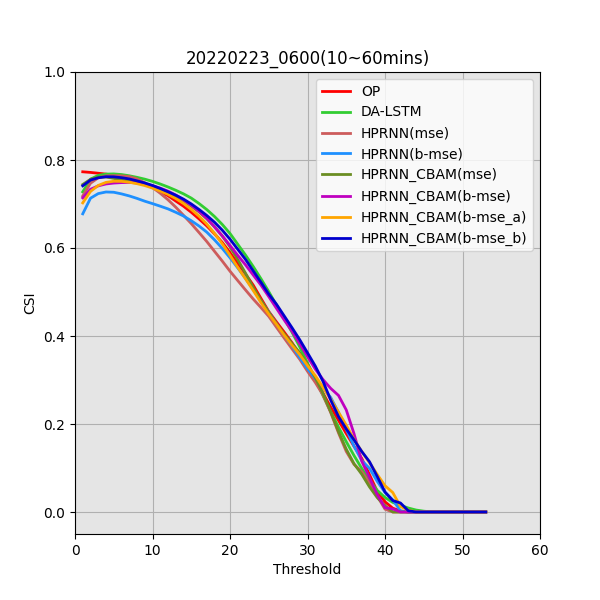 20220223_0600(10~60mins)
1.0
0.8
0.6
0.4
0.2
0.0
CSI
OP
DA-LSTM
HPRNN(mse)
HPRNN(b-mse)
HPRNN_CBAM(mse)
HPRNN_CBAM(b-mse)
HPRNN_CBAM(b-mse_a)
HPRNN_CBAM(b-mse_b)
0 10 20 30 40 50 60
Threshold